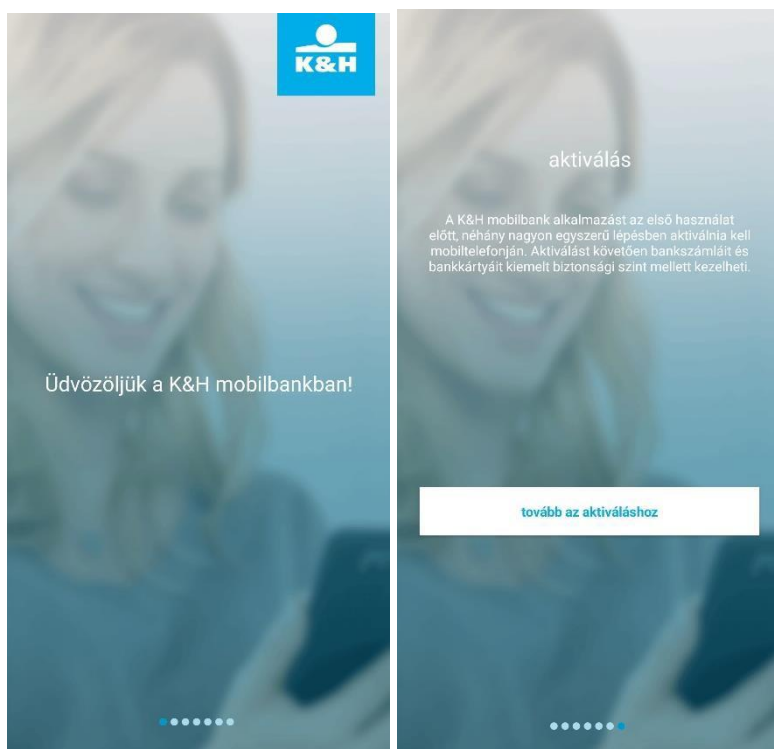 K&H
Üdvözöljük a K&H mobilbankban!
aktiválás
A K&H mobilbank alkalmazást az első használat
előtt, néhány nagyon egyszerű lépésben aktiválnia kell
mobiltelefonján. Aktiválást követően bankszámláit és
bankkártyáit kiemelt biztonsági szint mellett kezelheti.
tovább az aktiváláshoz